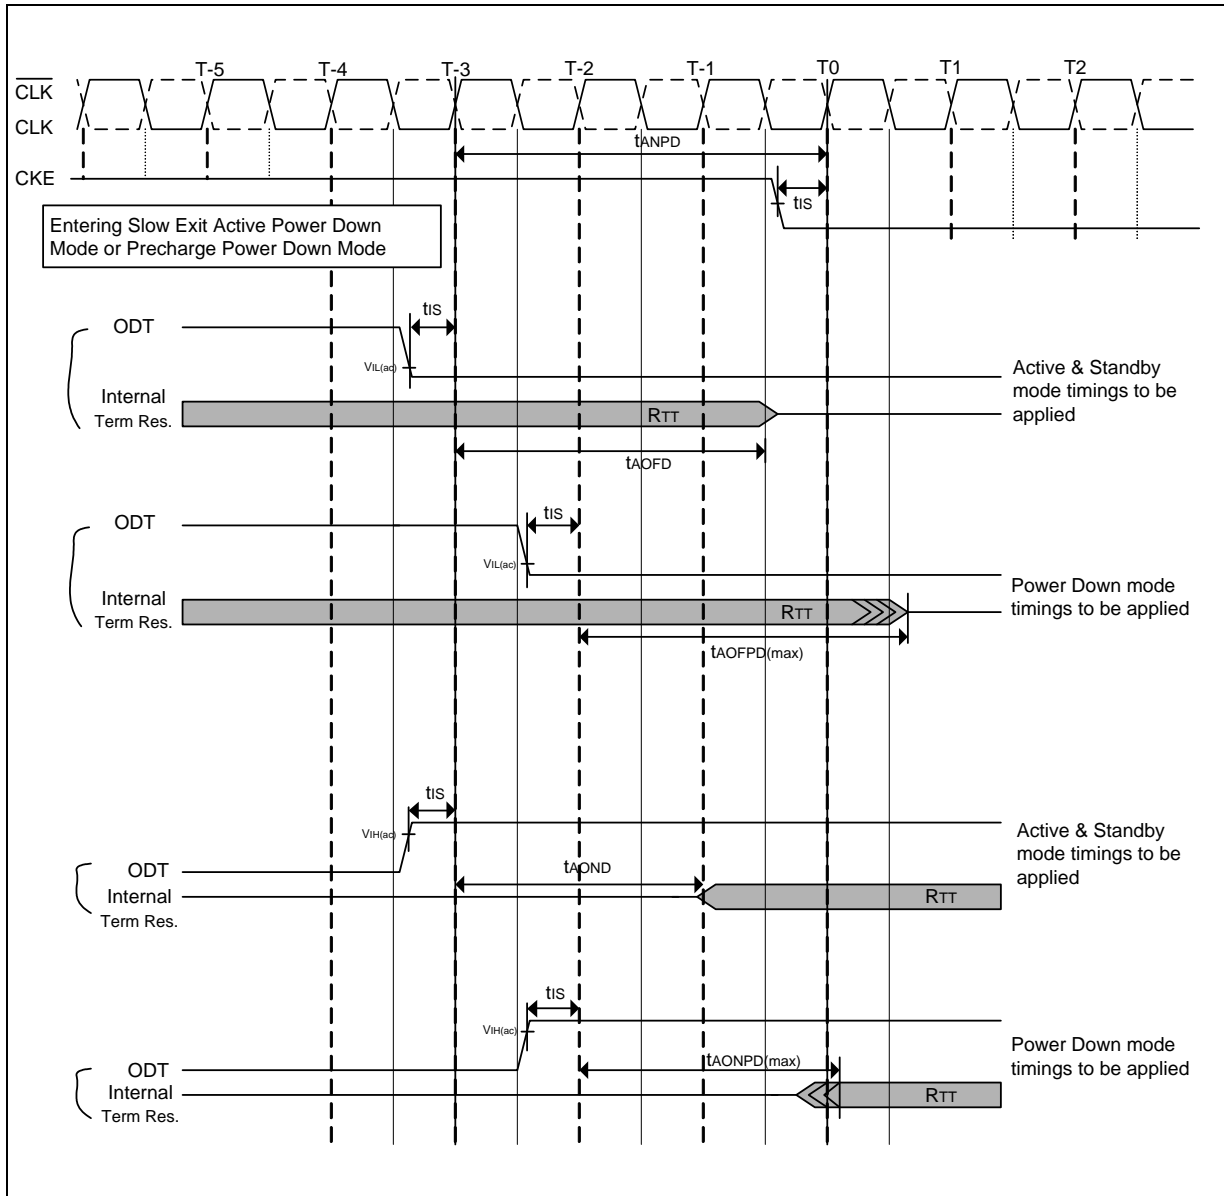 T-5 T-4 T-3 T-2 T-1 T0 T1 T2
CLK
CLK
tANPD
CKE
tIS
Entering Slow Exit Active Power Down
Mode or Precharge Power Down Mode
tIS
ODT
VIL(ac)
Active & Standby
mode timings to be
applied
Internal
Term Res.
RTT
tAOFD
tIS
ODT
VIL(ac)
Power Down mode
timings to be applied
Internal
Term Res.
RTT
tAOFPD(max)
tIS
VIH(ac)
Active & Standby
mode timings to be
applied
ODT
tAOND
Internal
Term Res.
RTT
tIS
VIH(ac)
Power Down mode
timings to be applied
ODT
tAONPD(max)
Internal
Term Res.
RTT